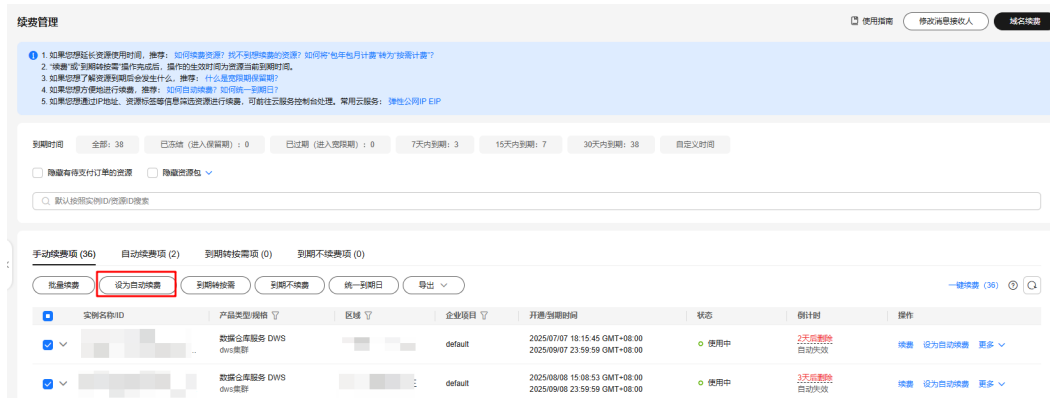 续费管理
使用指南
修改消息接收人
域名续费
1. 如果您想延长资源使用时间，推荐： 如何续费资源？找不到想续费的资源？如何将“包年包月计费”转为“按需计费”？
2. “续费”或“到期转按需”操作完成后，操作的生效时间为资源当前到期时间。
3. 如果您想了解资源到期后会发生什么，推荐： 什么是宽限期保留期？
4. 如果您想方便地进行续费，推荐： 如何自动续费？如何统一到期日？
5. 如果您想通过IP地址、资源标签等信息筛选资源进行续费，可前往云服务控制台处理。常用云服务： 弹性公网IP EIP
到期时间 全部：38 已冻结（进入保留期）：0 已过期（进入宽限期）：0 7天内到期：3 15天内到期：7 30天内到期：38 自定义时间
隐藏有待支付订单的资源 隐藏资源包
默认按照实例ID/资源ID搜索
手动续费项 (36) 自动续费项 (2) 到期转按需项 (0) 到期不续费项 (0)
批量续费 设为自动续费 到期转按需 到期不续费 统一到期日 导出 一键续费 (36)
实例名称/ID 产品类型/规格 区域 企业项目 开通/到期时间 状态 倒计时 操作
数据仓库服务 DWS
dws集群
default
2025/07/07 18:15:45 GMT+08:00
2025/09/07 23:59:59 GMT+08:00
使用中
2天后删除
自动失效
续费 设为自动续费 更多
数据仓库服务 DWS
dws集群
default
2025/08/08 15:08:53 GMT+08:00
2025/09/08 23:59:59 GMT+08:00
使用中
3天后删除
自动失效
续费 设为自动续费 更多